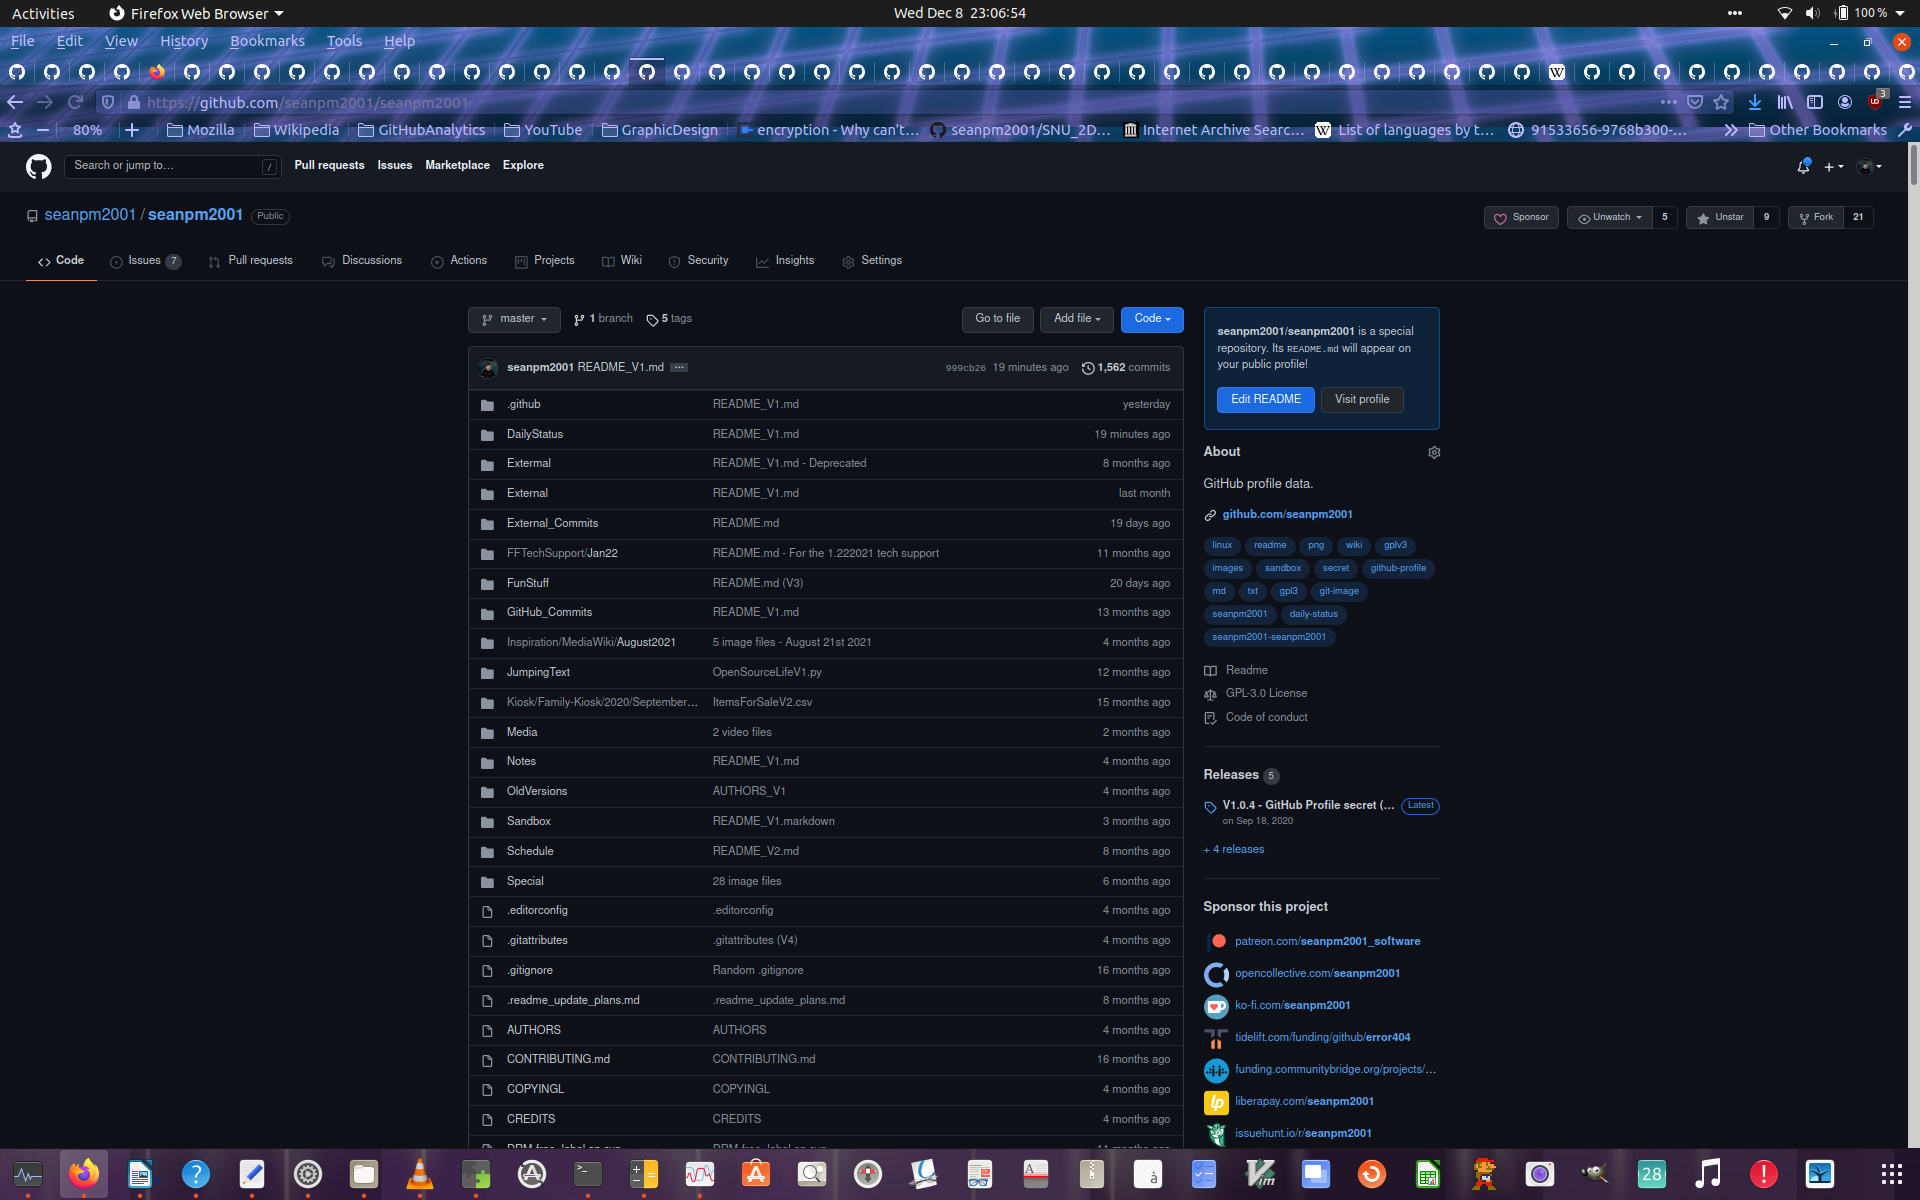 Activities Firefox Web Browser Wed Dec 8 23:06:54 100 %
File Edit View History Bookmarks Tools Help
https://github.com/seanpm2001/seanpm2001 3
80% Mozilla Wikipedia GitHubAnalytics YouTube GraphicDesign encryption - Why can't... seanpm2001/SNU_2D... Internet Archive Searc... List of languages by t... 91533656-9768b300-... Other Bookmarks
Search or jump to... / Pull requests Issues Marketplace Explore
seanpm2001 / seanpm2001 Public Sponsor Unwatch 5 Unstar 9 Fork 21
Code Issues 7 Pull requests Discussions Actions Projects Wiki Security Insights Settings
master 1 branch 5 tags Go to file Add file Code
seanpm2001 README_V1.md ... 999cb26 19 minutes ago 1,562 commits
.github README_V1.md yesterday
DailyStatus README_V1.md 19 minutes ago
Extermal README_V1.md - Deprecated 8 months ago
External README_V1.md last month
External_Commits README.md 19 days ago
FFTechSupport/Jan22 README.md - For the 1.222021 tech support 11 months ago
FunStuff README.md (V3) 20 days ago
GitHub_Commits README_V1.md 13 months ago
Inspiration/MediaWiki/August2021 5 image files - August 21st 2021 4 months ago
JumpingText OpenSourceLifeV1.py 12 months ago
Kiosk/Family-Kiosk/2020/September... ItemsForSaleV2.csv 15 months ago
Media 2 video files 2 months ago
Notes README_V1.md 4 months ago
OldVersions AUTHORS_V1 4 months ago
Sandbox README_V1.markdown 3 months ago
Schedule README_V2.md 8 months ago
Special 28 image files 6 months ago
.editorconfig .editorconfig 4 months ago
.gitattributes .gitattributes (V4) 4 months ago
.gitignore Random .gitignore 16 months ago
.readme_update_plans.md .readme_update_plans.md 8 months ago
AUTHORS AUTHORS 4 months ago
CONTRIBUTING.md CONTRIBUTING.md 16 months ago
COPYINGL COPYINGL 4 months ago
CREDITS CREDITS 4 months ago
seanpm2001/seanpm2001 is a special
repository. Its README.md will appear on
your public profile!
Edit README Visit profile
About
GitHub profile data.
github.com/seanpm2001
linux readme png wiki gplv3
images sandbox secret github-profile
md txt gpl3 git-image
seanpm2001 daily-status
seanpm2001-seanpm2001
Readme
GPL-3.0 License
Code of conduct
Releases 5
V1.0.4 - GitHub Profile secret (... Latest
on Sep 18, 2020
+ 4 releases
Sponsor this project
patreon.com/seanpm2001_software
opencollective.com/seanpm2001
ko-fi.com/seanpm2001
tidelift.com/funding/github/error404
funding.communitybridge.org/projects/...
liberapay.com/seanpm2001
issuehunt.io/r/seanpm2001
28